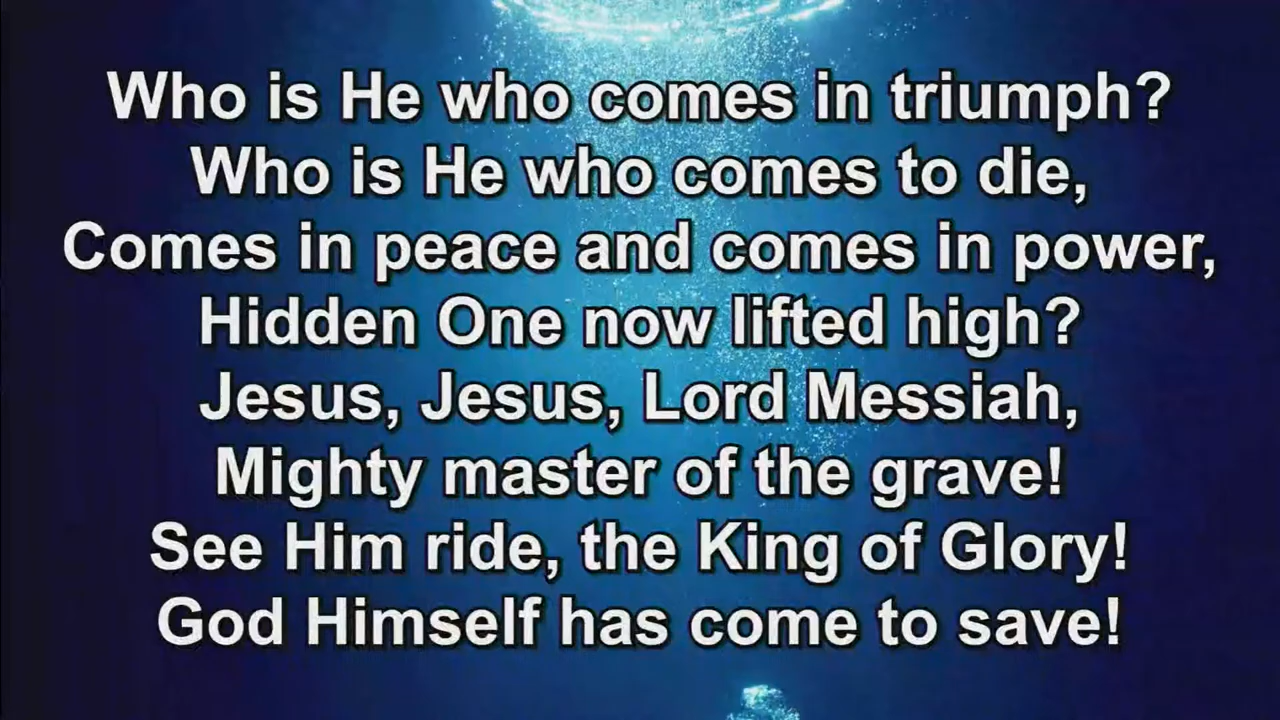 Who is He who comes in triumph?
Who is He who comes to die,
Comes in peace and comes in power,
Hidden One now lifted high?
Jesus, Jesus, Lord Messiah,
Mighty master of the grave!
See Him ride, the King of Glory!
God Himself has come to save!